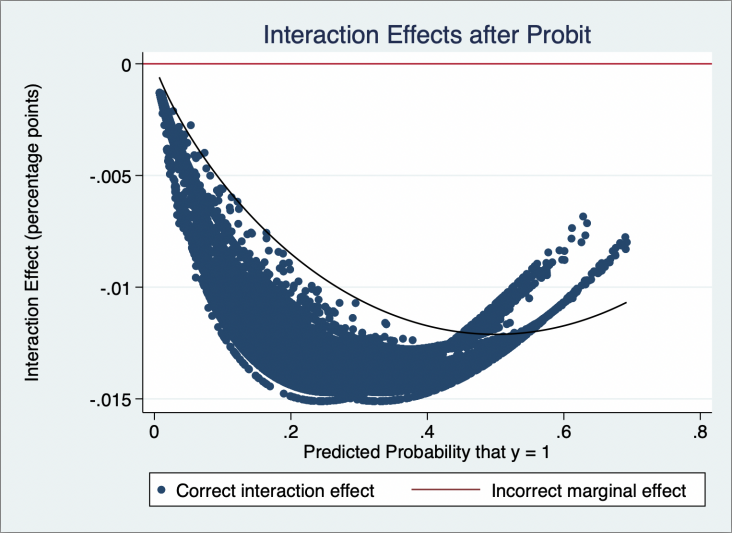 Interaction Effects after Probit
Interaction Effect (percentage points)
0
-.005
-.01
-.015
0 .2 .4 .6 .8
Predicted Probability that y = 1
Correct interaction effect Incorrect marginal effect